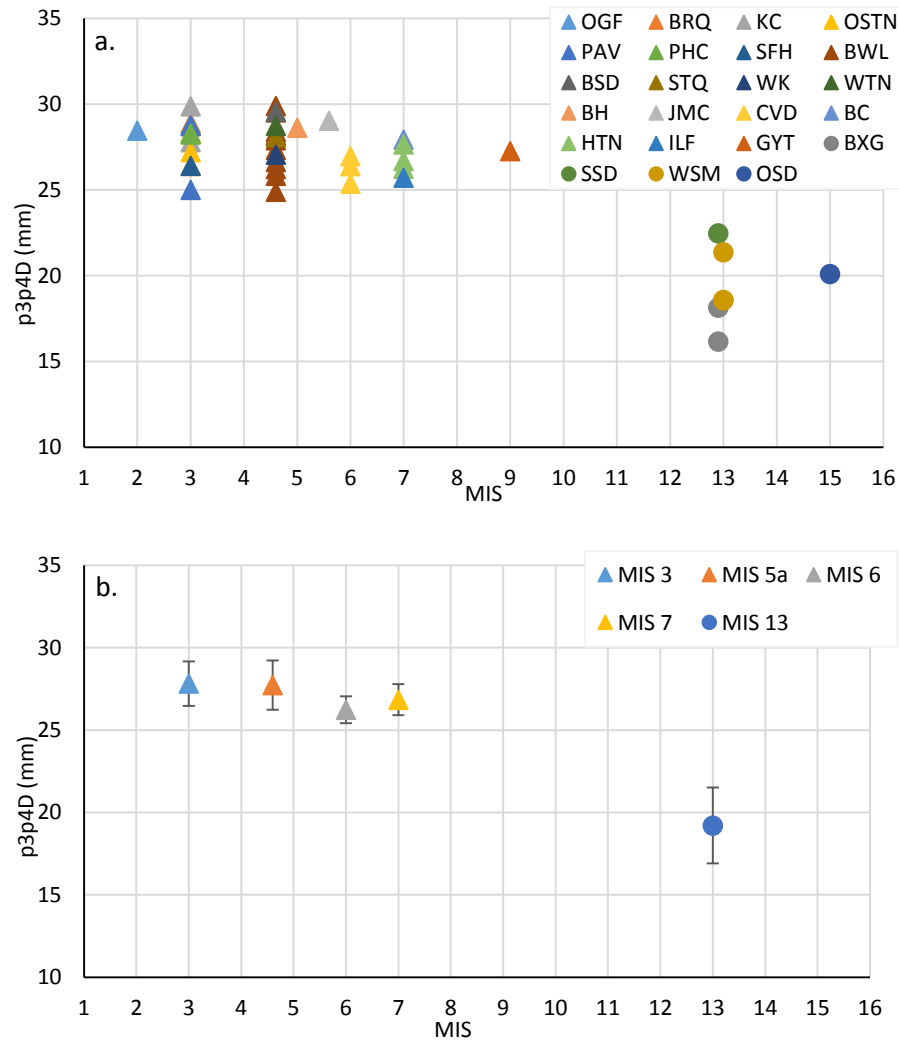 a.
OGF BRQ KC OSTN
PAV PHC SFH BWL
BSD STQ WK WTN
BH JMC CVD BC
HTN ILF GYT BXG
SSD WSM OSD
35
30
25
20
15
10
p3p4D (mm)
1 2 3 4 5 6 7 8 9 10 11 12 13 14 15 16
MIS
b.
MIS 3 MIS 5a MIS 6
MIS 7 MIS 13
35
30
25
20
15
10
p3p4D (mm)
1 2 3 4 5 6 7 8 9 10 11 12 13 14 15 16
MIS